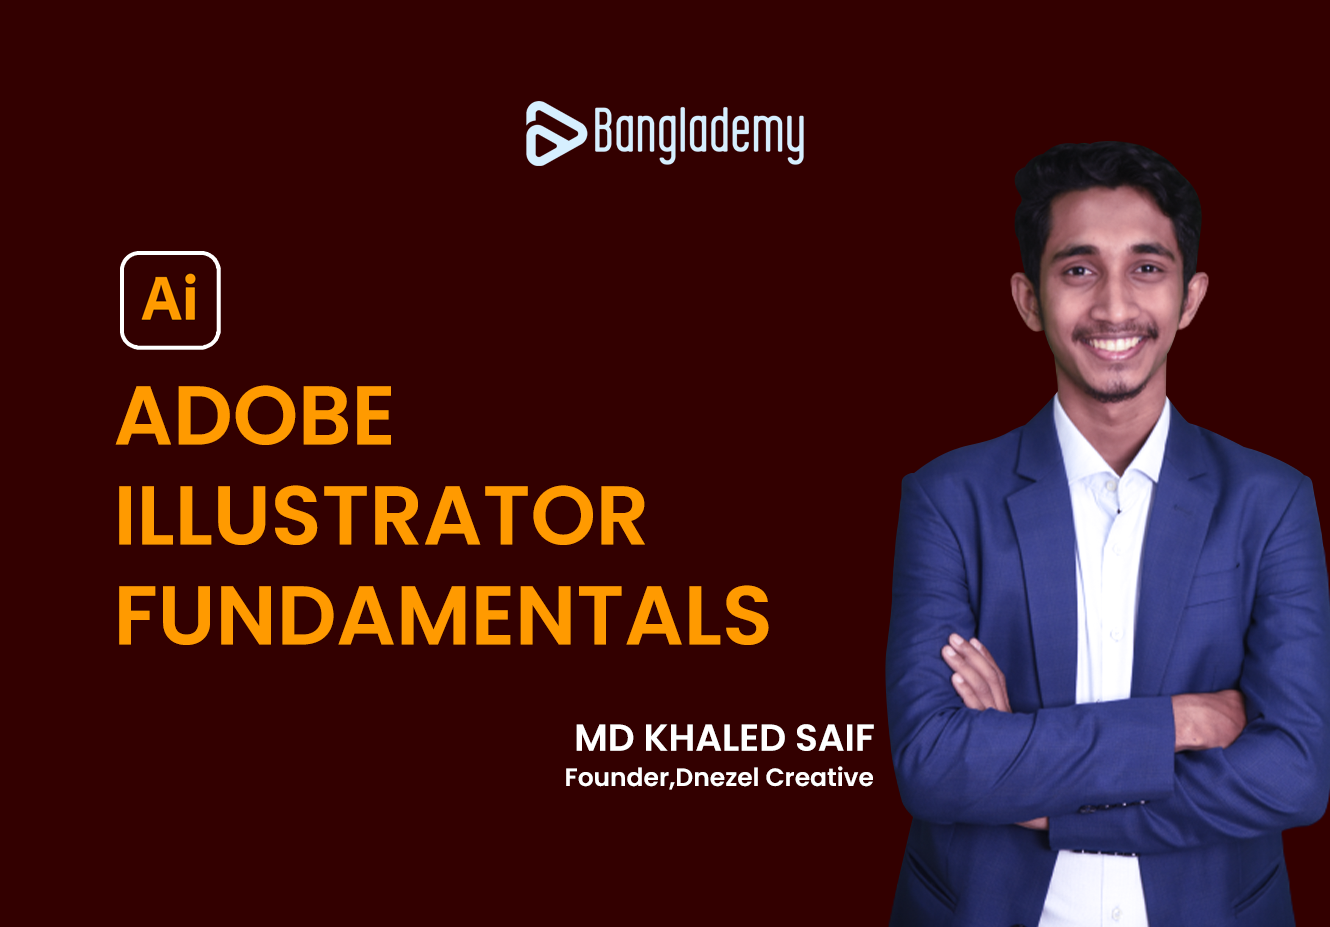 Banglademy
Ai
ADOBE
ILLUSTRATOR
FUNDAMENTALS
MD KHALED SAIF
Founder,Dnezel Creative